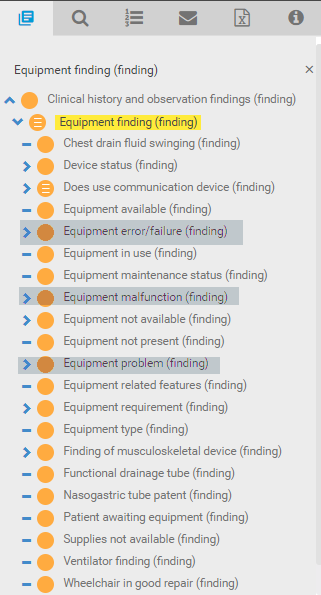 Equipment finding (finding)
Clinical history and observation findings (finding)
Equipment finding (finding)
Chest drain fluid swinging (finding)
Device status (finding)
Does use communication device (finding)
Equipment available (finding)
Equipment error/failure (finding)
Equipment in use (finding)
Equipment maintenance status (finding)
Equipment malfunction (finding)
Equipment not available (finding)
Equipment not present (finding)
Equipment problem (finding)
Equipment related features (finding)
Equipment requirement (finding)
Equipment type (finding)
Finding of musculoskeletal device (finding)
Functional drainage tube (finding)
Nasogastric tube patent (finding)
Patient awaiting equipment (finding)
Supplies not available (finding)
Ventilator finding (finding)
Wheelchair in good repair (finding)